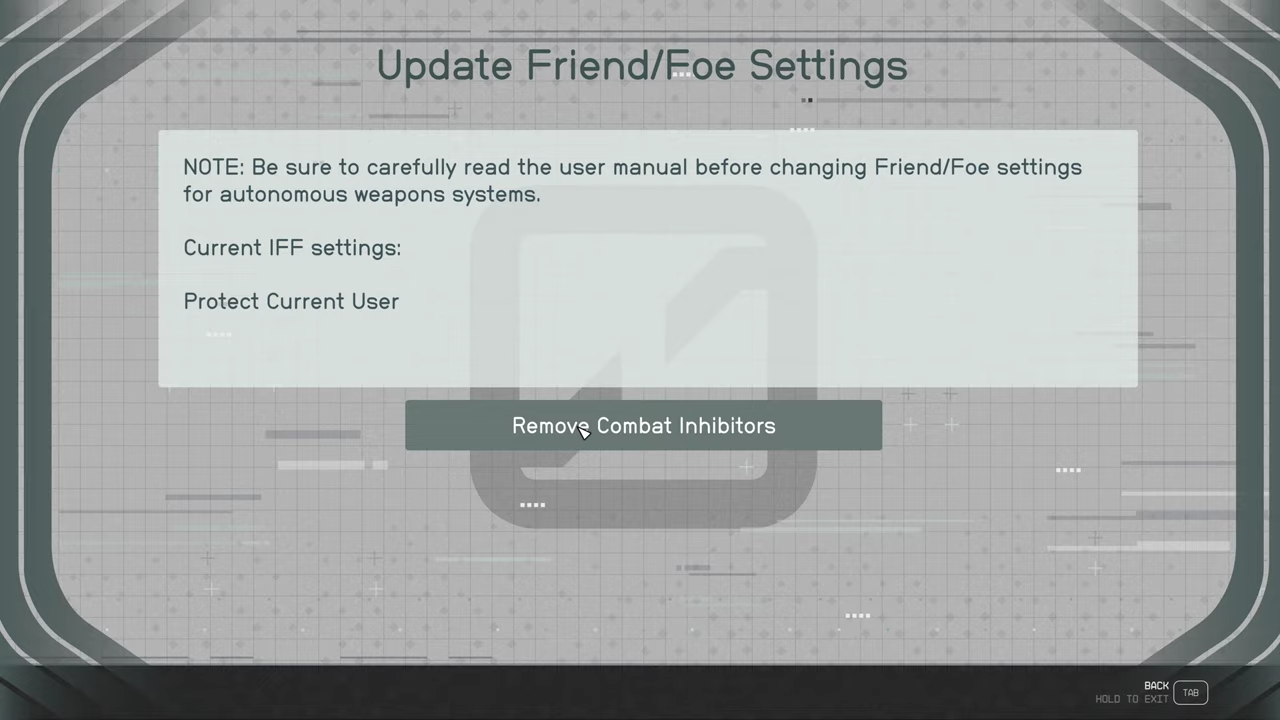 Update Friend/Foe Settings
NOTE: Be sure to carefully read the user manual before changing Friend/Foe settings
for autonomous weapons systems.
Current IFF settings:
Protect Current User
Remove Combat Inhibitors
BACK
HOLD TO EXIT
TAB